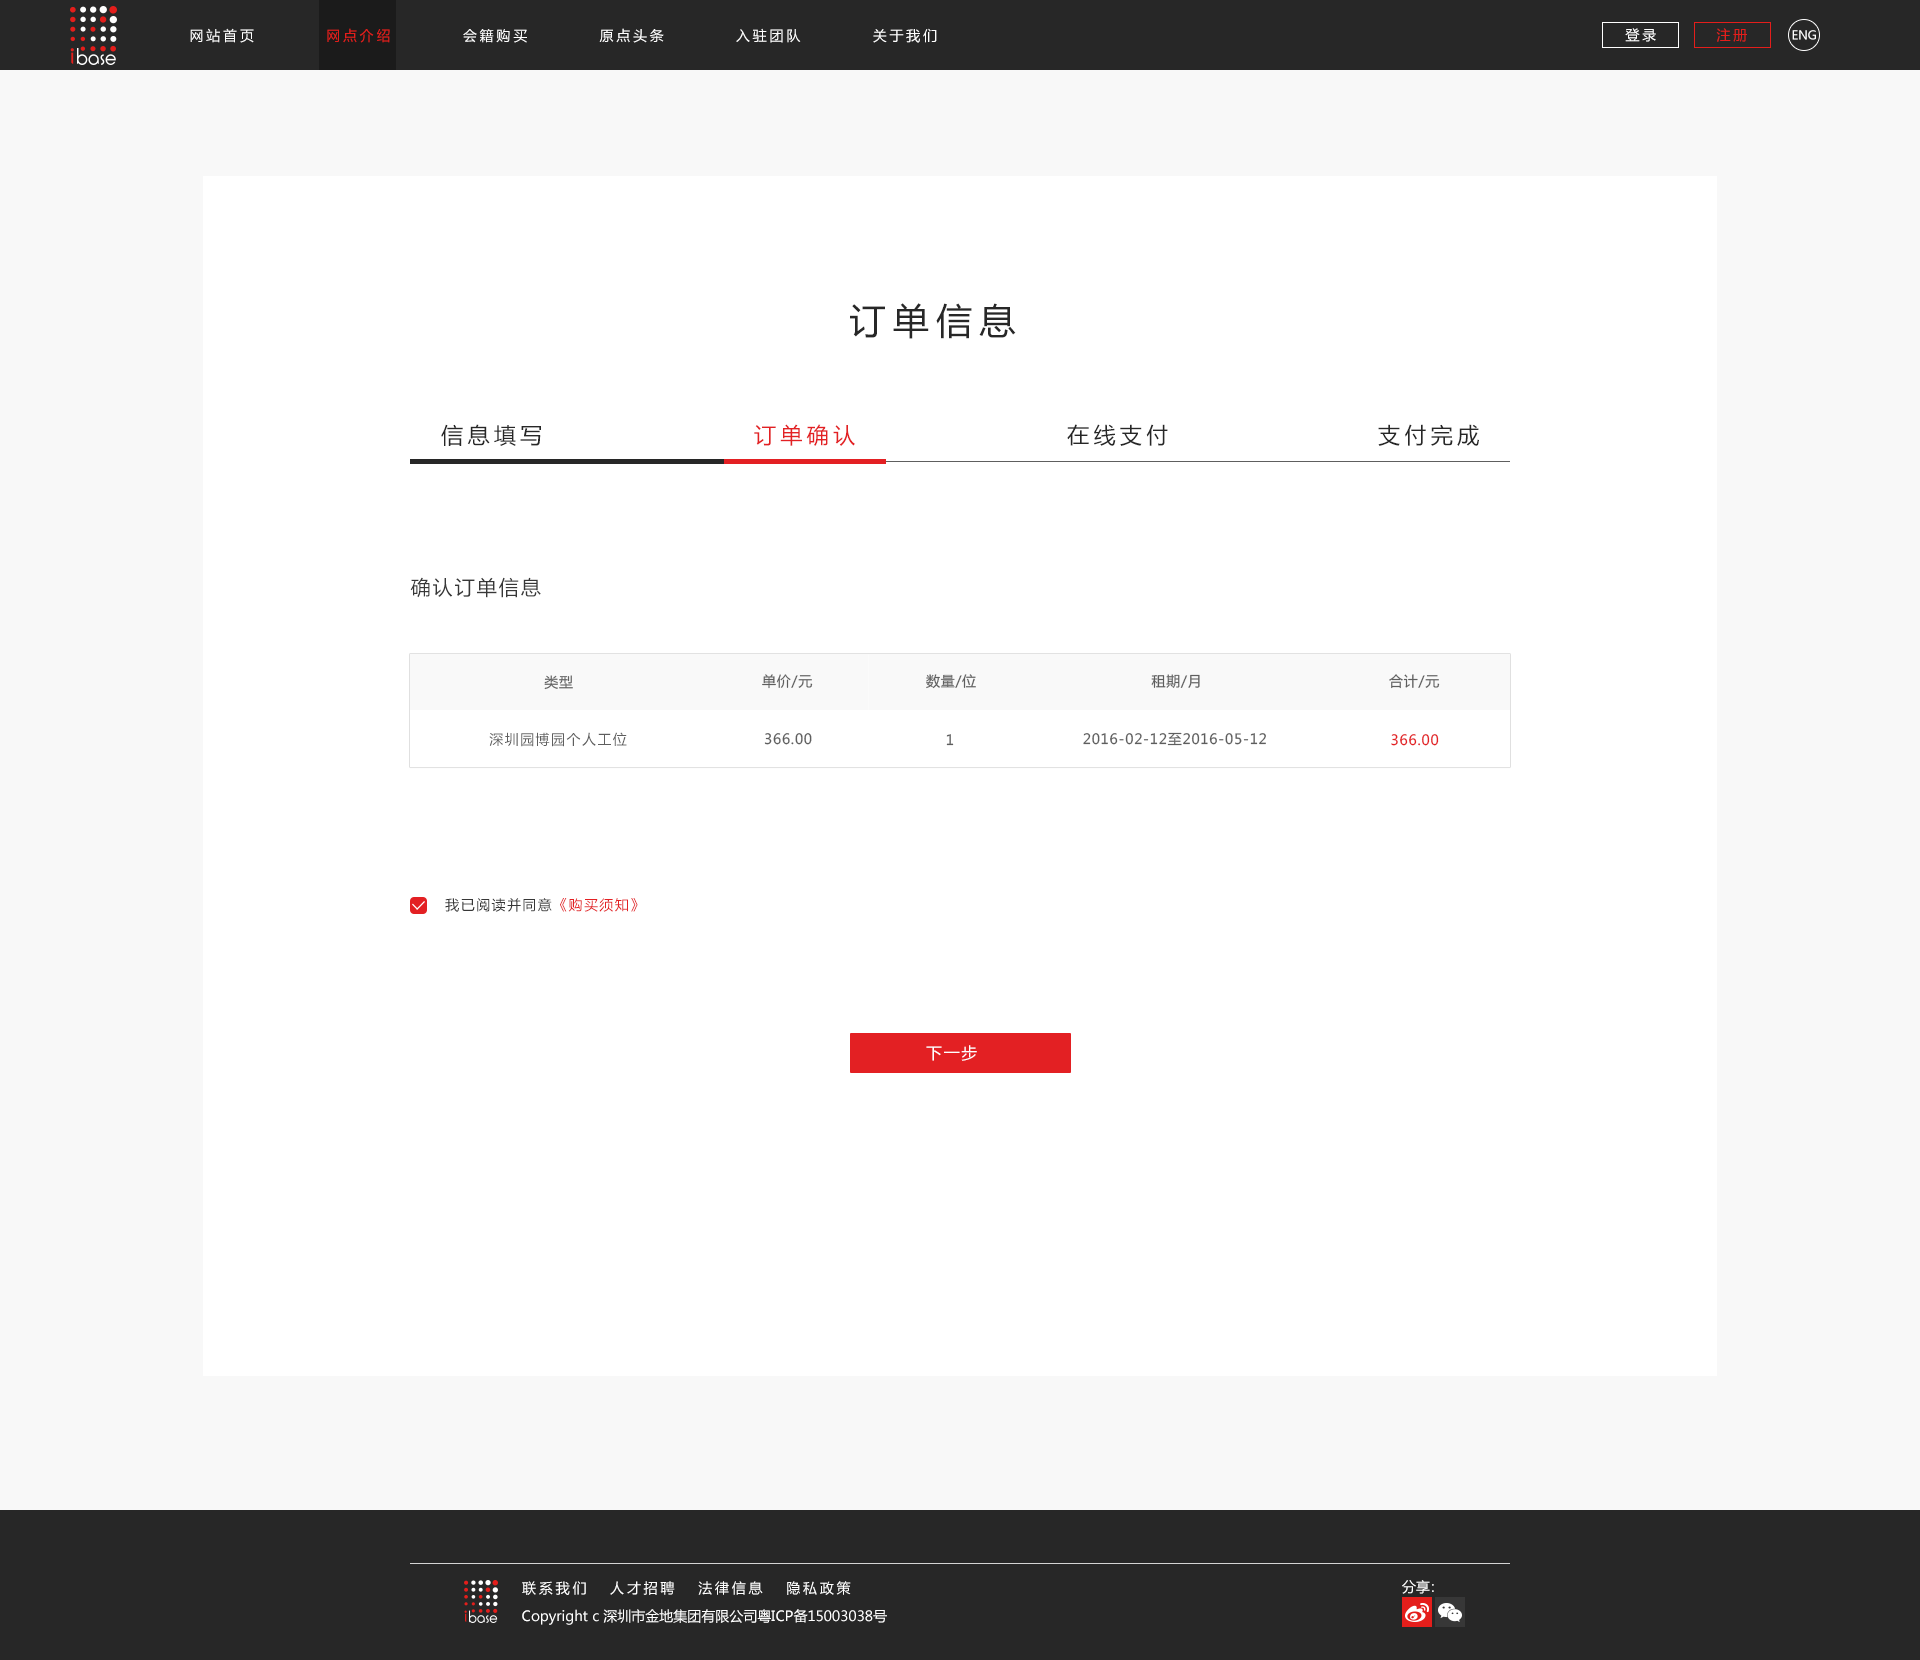 ibase 网站首页 网点介绍 会籍购买 原点头条 入驻团队 关于我们 登录 注册 ENG
订单信息
信息填写 订单确认 在线支付 支付完成
确认订单信息
类型 单价/元 数量/位 租期/月 合计/元
深圳园博园个人工位 366.00 1 2016-02-12至2016-05-12 366.00
我已阅读并同意《购买须知》
下一步
ibase
联系我们 人才招聘 法律信息 隐私政策
Copyright c 深圳市金地集团有限公司粤ICP备15003038号
分享: